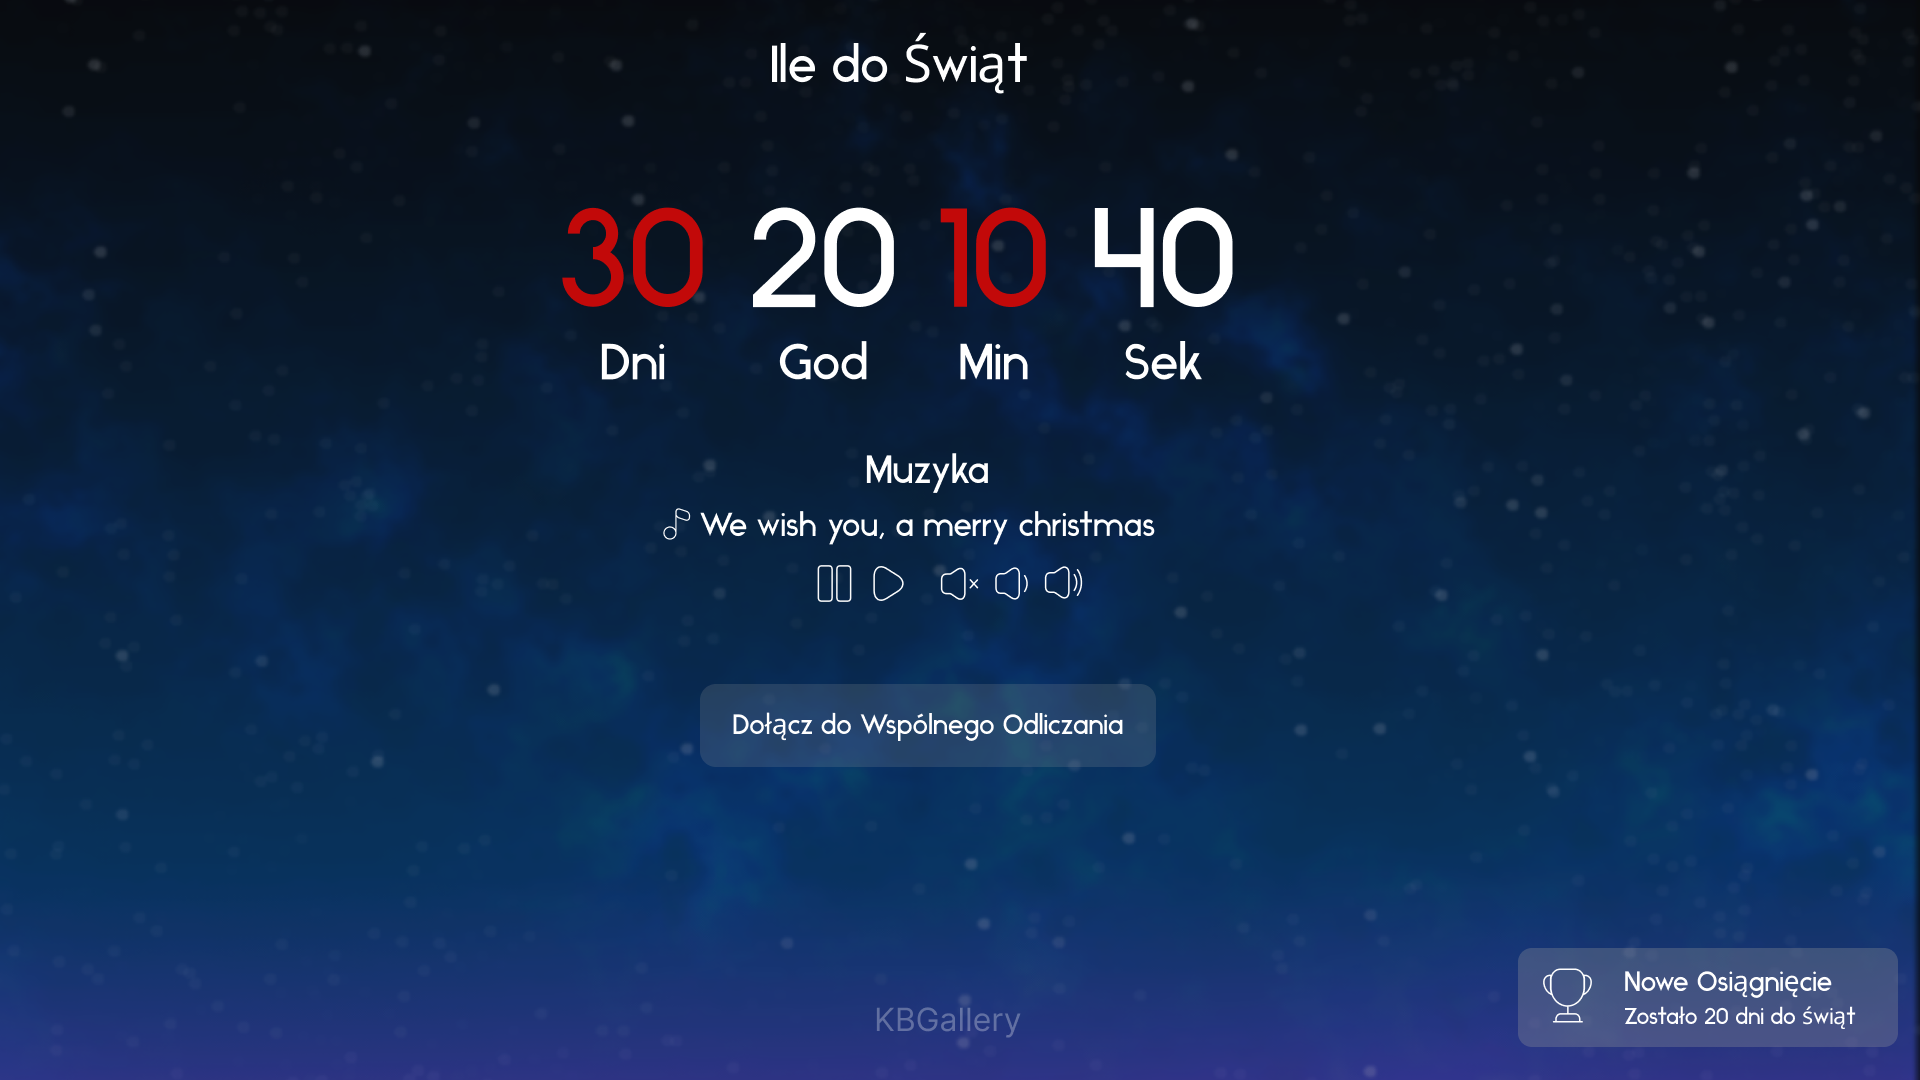 Ile do Świąt
30 20 10 40
Dni God Min Sek
Muzyka
We wish you, a merry christmas
Dołącz do Wspólnego Odliczania
Nowe Osiągnięcie
Zostało 20 dni do świąt
KBGallery